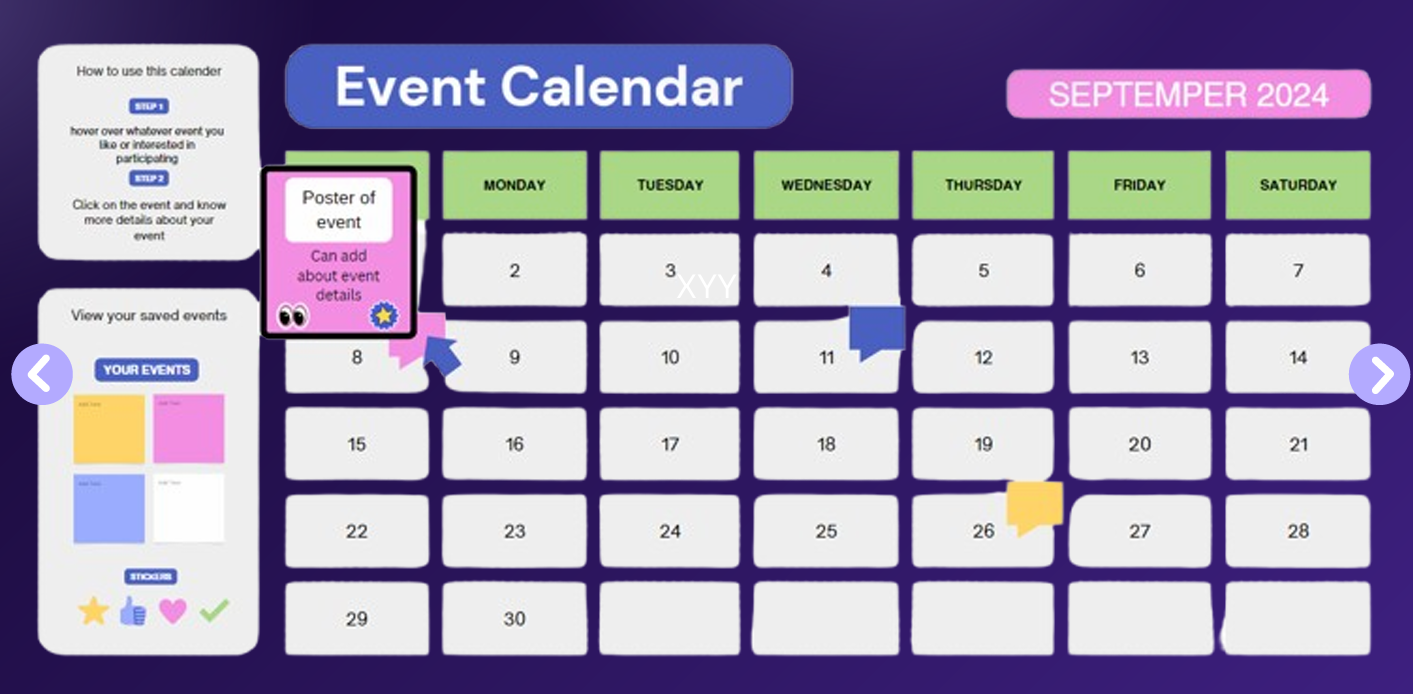 How to use this calender
STEP 1
hover over whatever event you
like or interested in
participating
STEP 2
Click on the event and know
more details about your
event
View your saved events
YOUR EVENTS
STICKERS
Event Calendar
SEPTEMPER 2024
Poster of
event
Can add
about event
details
MONDAY
TUESDAY
WEDNESDAY
THURSDAY
FRIDAY
SATURDAY
2
3
XYY
4
5
6
7
8
9
10
11
12
13
14
15
16
17
18
19
20
21
22
23
24
25
26
27
28
29
30